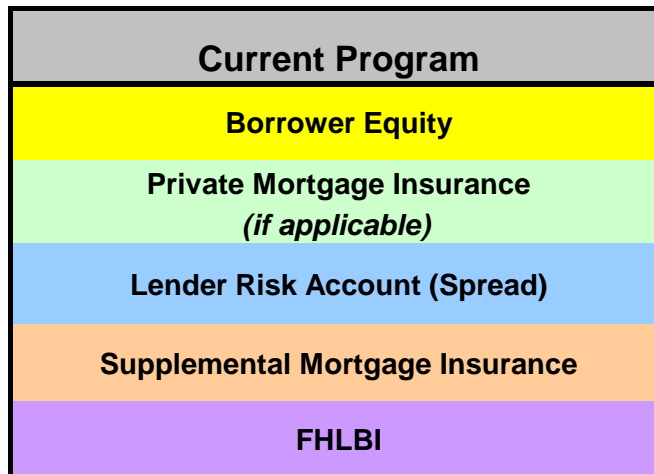 Current Program
Borrower Equity
Private Mortgage Insurance
(if applicable)
Lender Risk Account (Spread)
Supplemental Mortgage Insurance
FHLBI